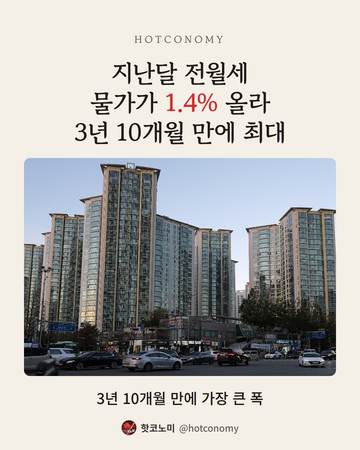 HOTCONOMY
지난달 전월세
물가가 1.4% 올라
3년 10개월 만에 최대
3년 10개월 만에 가장 큰 폭
핫코노미 @hotconomy